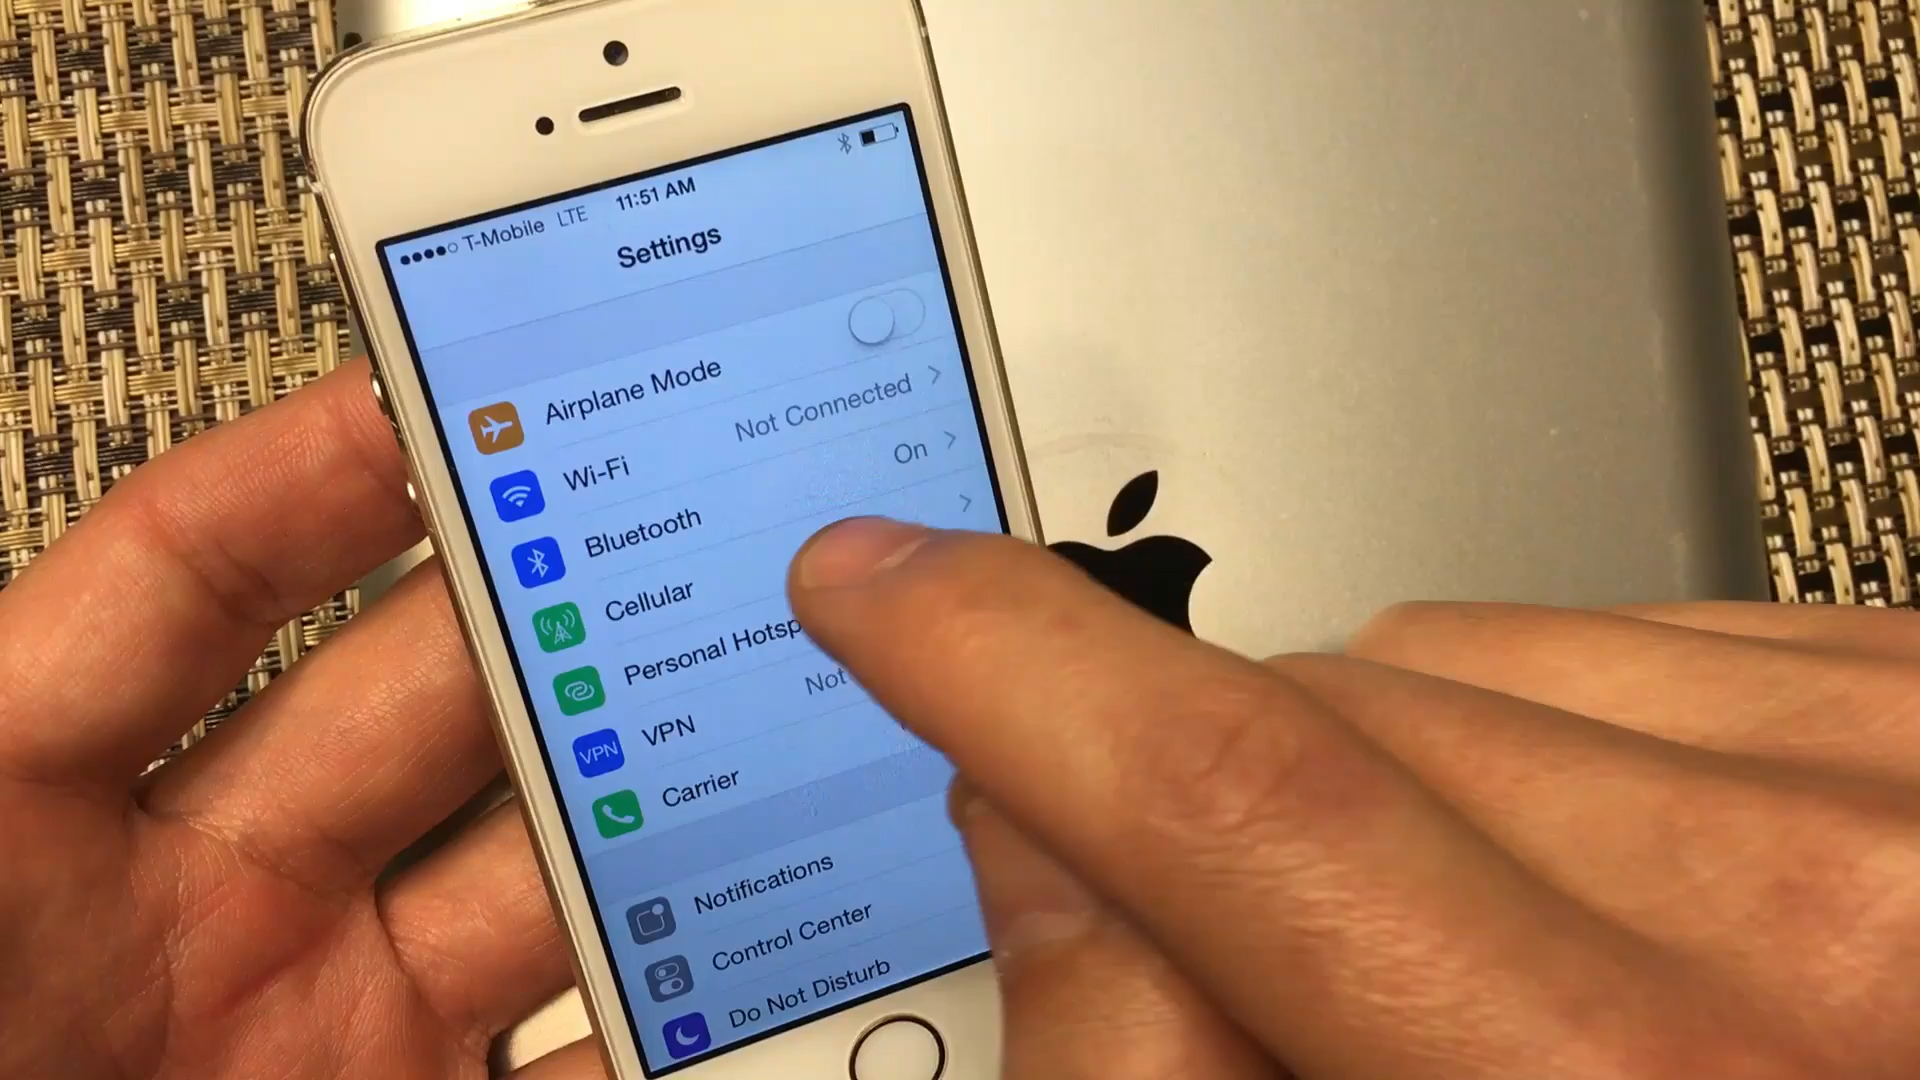 T-Mobile LTE 11:51 AM
Settings
Airplane Mode
Wi-Fi Not Connected
Bluetooth On
Cellular
Personal
VPN Not
VPN
Carrier
Notifications
Control Center
Do Not Disturb